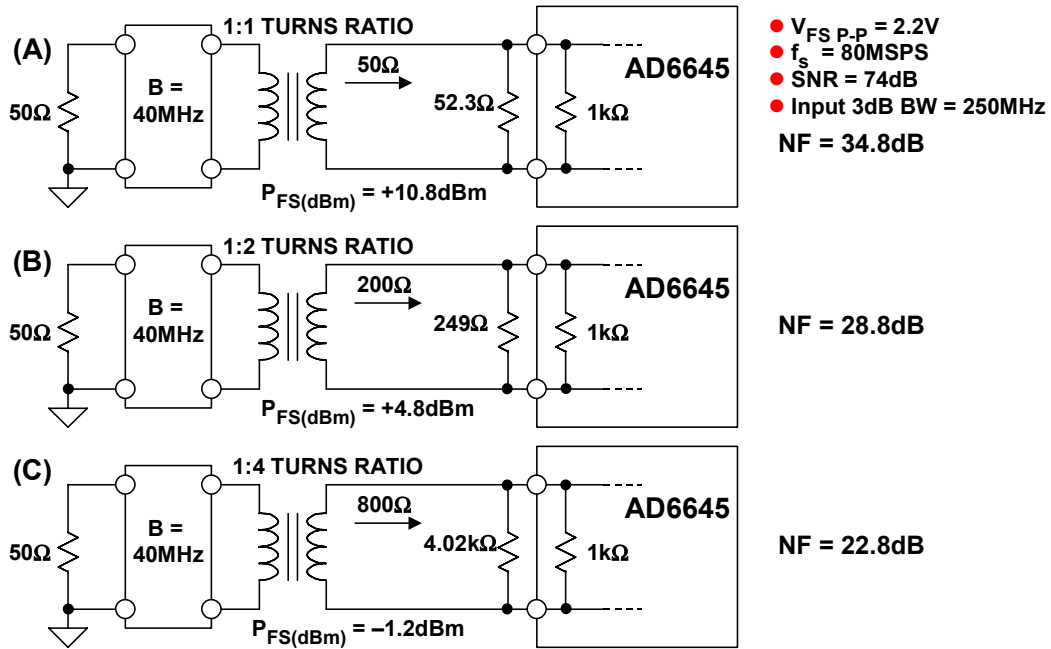 (A)
1:1 TURNS RATIO
50Ω
B =
40MHz
50Ω
52.3Ω
1kΩ
AD6645
P_FS(dBm) = +10.8dBm
● V_FS P-P = 2.2V
● f_s = 80MSPS
● SNR = 74dB
● Input 3dB BW = 250MHz
NF = 34.8dB
(B)
1:2 TURNS RATIO
50Ω
B =
40MHz
200Ω
249Ω
1kΩ
AD6645
P_FS(dBm) = +4.8dBm
NF = 28.8dB
(C)
1:4 TURNS RATIO
50Ω
B =
40MHz
800Ω
4.02kΩ
1kΩ
AD6645
P_FS(dBm) = –1.2dBm
NF = 22.8dB